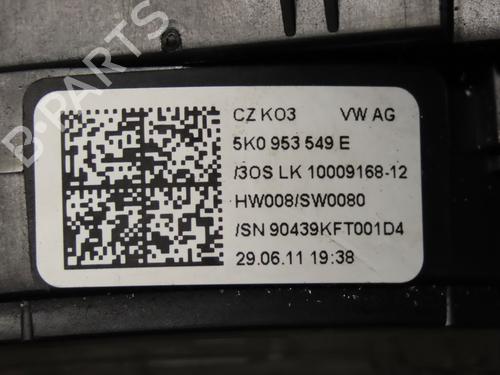 CZ KO3 VW AG
5K0 953 549 E
/3OS LK 10009168-12
HW008/SW0080
/SN 90439KFT001D4
29.06.11 19:38